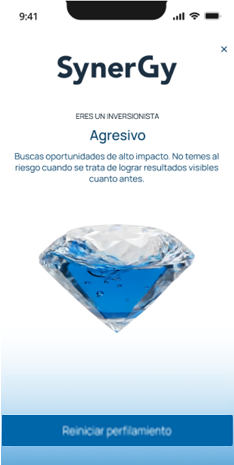 9:41
×
SynerGy
ERES UN INVERSIONISTA
Agresivo
Buscas oportunidades de alto impacto. No temes al
riesgo cuando se trata de lograr resultados visibles
cuanto antes.
Reiniciar perfilamiento